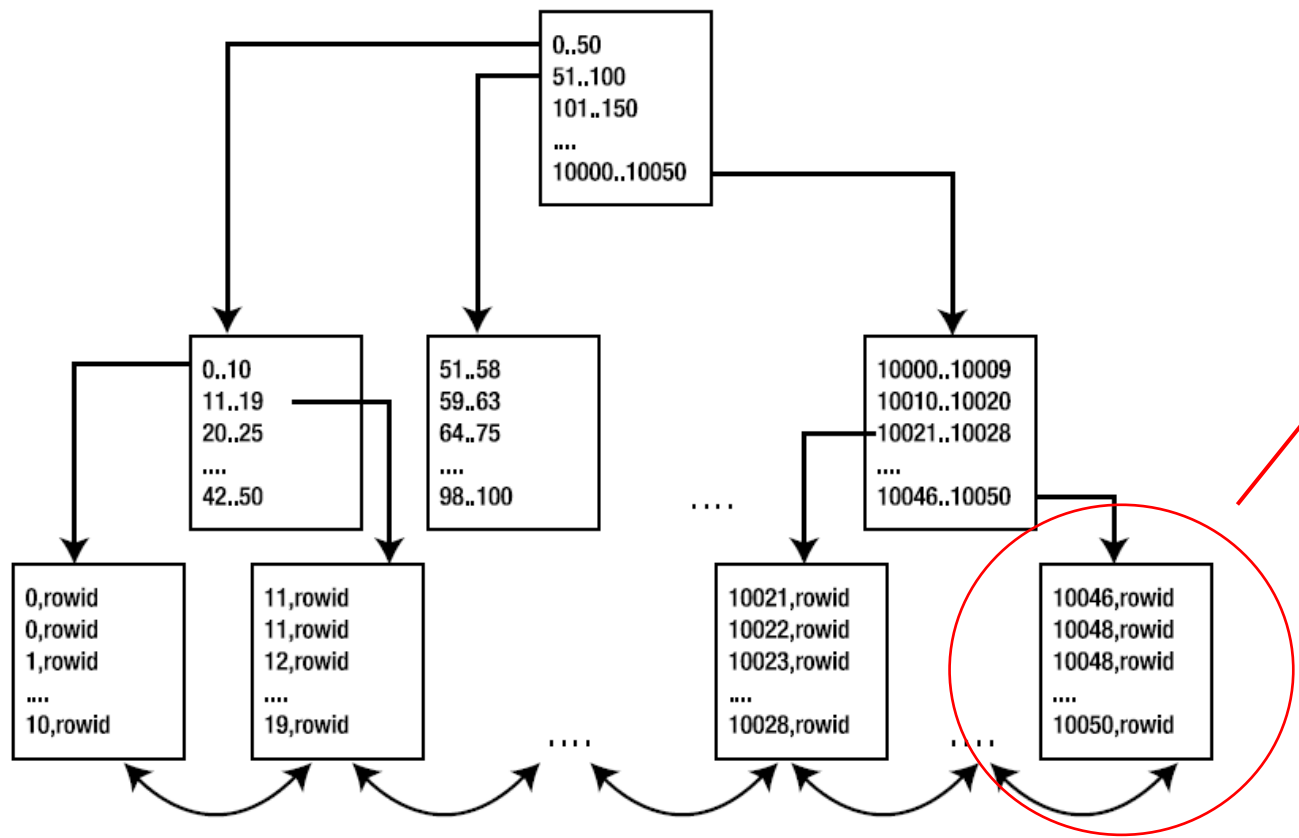 0..50
51..100
101..150
....
10000..10050
0..10
11..19
20..25
....
42..50
51..58
59..63
64..75
....
98..100
....
10000..10009
10010..10020
10021..10028
....
10046..10050
0,rowid
0,rowid
1,rowid
....
10,rowid
11,rowid
11,rowid
12,rowid
....
19,rowid
....
10021,rowid
10022,rowid
10023,rowid
....
10028,rowid
....
10046,rowid
10048,rowid
10048,rowid
....
10050,rowid